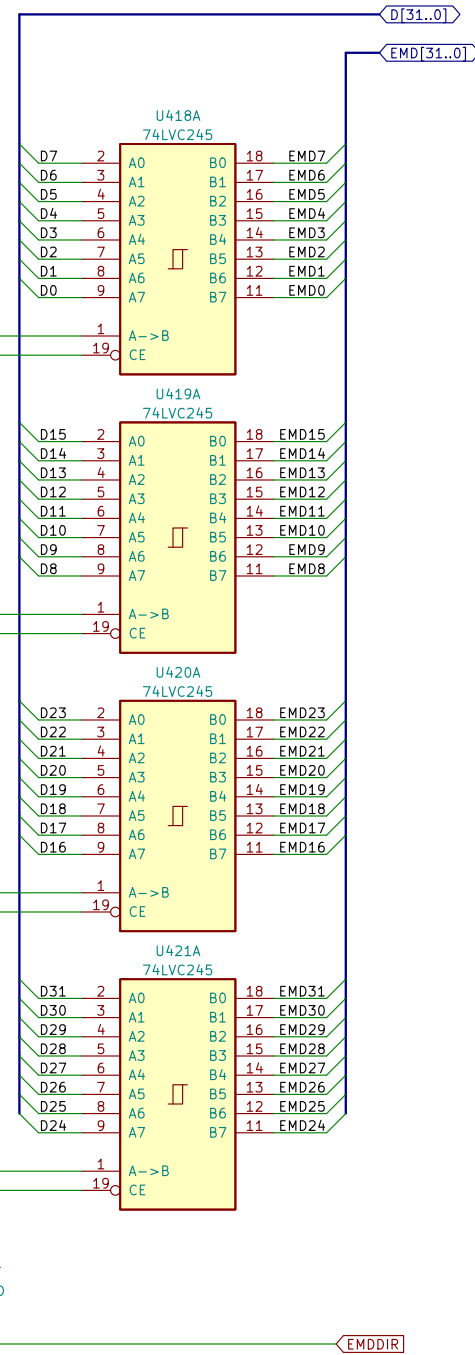 D[31..0]
EMD[31..0]
U418A
74LVC245
D7 2 A0 B0 18 EMD7
D6 3 A1 B1 17 EMD6
D5 4 A2 B2 16 EMD5
D4 5 A3 B3 15 EMD4
D3 6 A4 B4 14 EMD3
D2 7 A5 B5 13 EMD2
D1 8 A6 B6 12 EMD1
D0 9 A7 B7 11 EMD0
1 A->B
19 CE
U419A
74LVC245
D15 2 A0 B0 18 EMD15
D14 3 A1 B1 17 EMD14
D13 4 A2 B2 16 EMD13
D12 5 A3 B3 15 EMD12
D11 6 A4 B4 14 EMD11
D10 7 A5 B5 13 EMD10
D9 8 A6 B6 12 EMD9
D8 9 A7 B7 11 EMD8
1 A->B
19 CE
U420A
74LVC245
D23 2 A0 B0 18 EMD23
D22 3 A1 B1 17 EMD22
D21 4 A2 B2 16 EMD21
D20 5 A3 B3 15 EMD20
D19 6 A4 B4 14 EMD19
D18 7 A5 B5 13 EMD18
D17 8 A6 B6 12 EMD17
D16 9 A7 B7 11 EMD16
1 A->B
19 CE
U421A
74LVC245
D31 2 A0 B0 18 EMD31
D30 3 A1 B1 17 EMD30
D29 4 A2 B2 16 EMD29
D28 5 A3 B3 15 EMD28
D27 6 A4 B4 14 EMD27
D26 7 A5 B5 13 EMD26
D25 8 A6 B6 12 EMD25
D24 9 A7 B7 11 EMD24
1 A->B
19 CE
EMDDIR